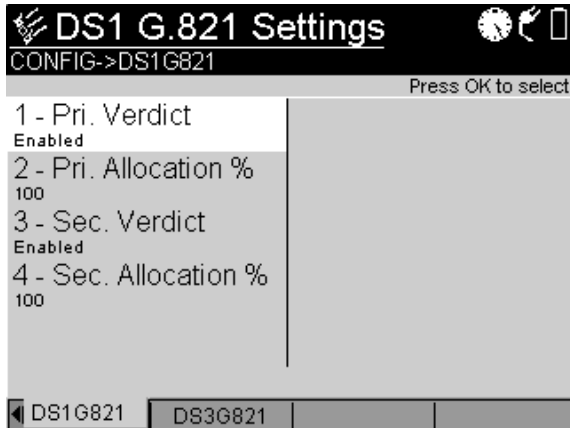 DS1 G.821 Settings
CONFIG->DS1G821
Press OK to select
1 - Pri. Verdict
Enabled
2 - Pri. Allocation %
100
3 - Sec. Verdict
Enabled
4 - Sec. Allocation %
100
DS1G821 DS3G821